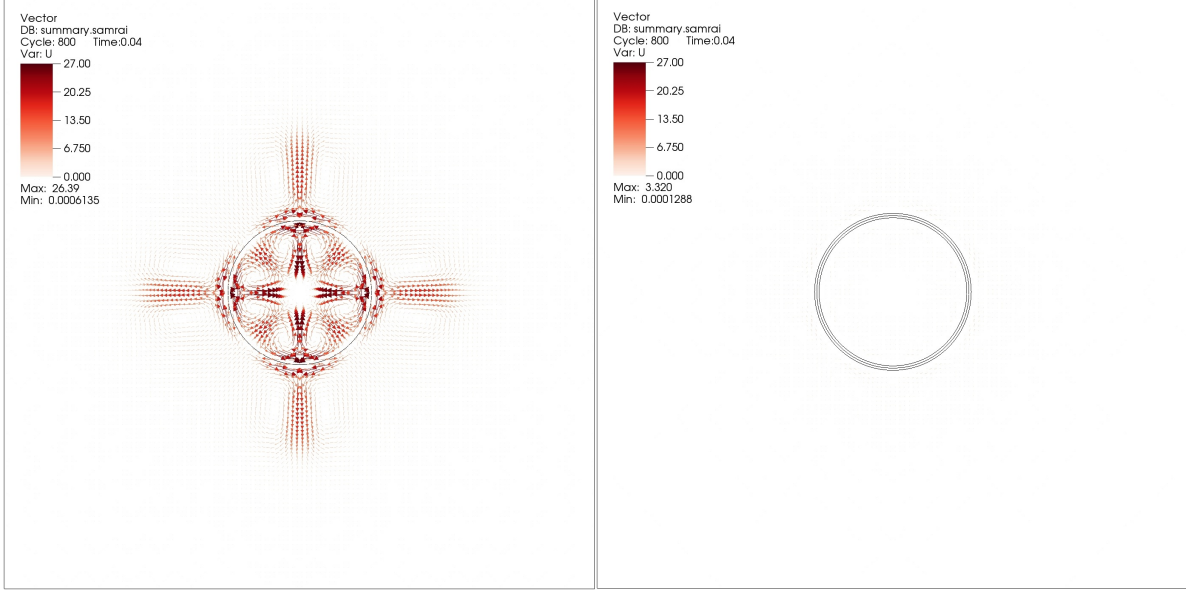 Vector
DB: summary.samrai
Cycle: 800 Time:0.04
Var: U
27.00
20.25
13.50
6.750
0.000
Max: 26.39
Min: 0.0006135
Vector
DB: summary.samrai
Cycle: 800 Time:0.04
Var: U
27.00
20.25
13.50
6.750
0.000
Max: 3.320
Min: 0.0001288